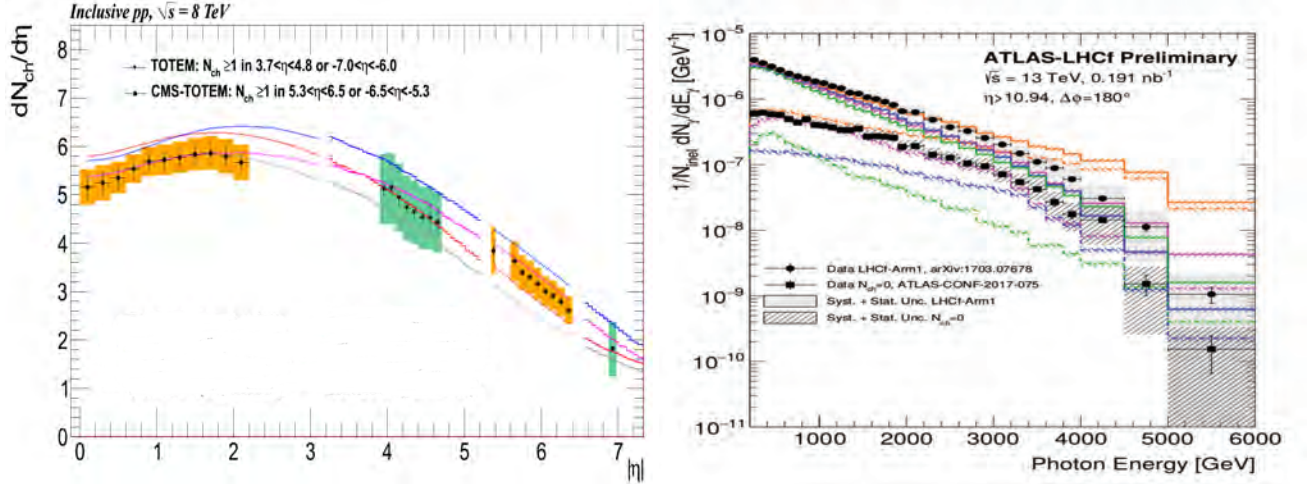 Inclusive pp, √s = 8 TeV
dN_ch/dη
8
7
6
5
4
3
2
1
0
TOTEM: N_ch ≥1 in 3.7<η<4.8 or -7.0<η<-6.0
CMS-TOTEM: N_ch ≥1 in 5.3<η<6.5 or -6.5<η<-5.3
0 1 2 3 4 5 6 7
|η|
1/N_inel dN_γ/dE_γ [GeV⁻¹]
10⁻⁵
10⁻⁶
10⁻⁷
10⁻⁸
10⁻⁹
10⁻¹⁰
10⁻¹¹
ATLAS-LHCf Preliminary
√s = 13 TeV, 0.191 nb⁻¹
η>10.94, Δϕ=180°
Data LHCf-Arm1, arXiv:1703.07678
Data N_ch=0, ATLAS-CONF-2017-075
Syst. + Stat. Unc. LHCf-Arm1
Syst. + Stat. Unc. N_ch=0
1000 2000 3000 4000 5000 6000
Photon Energy [GeV]